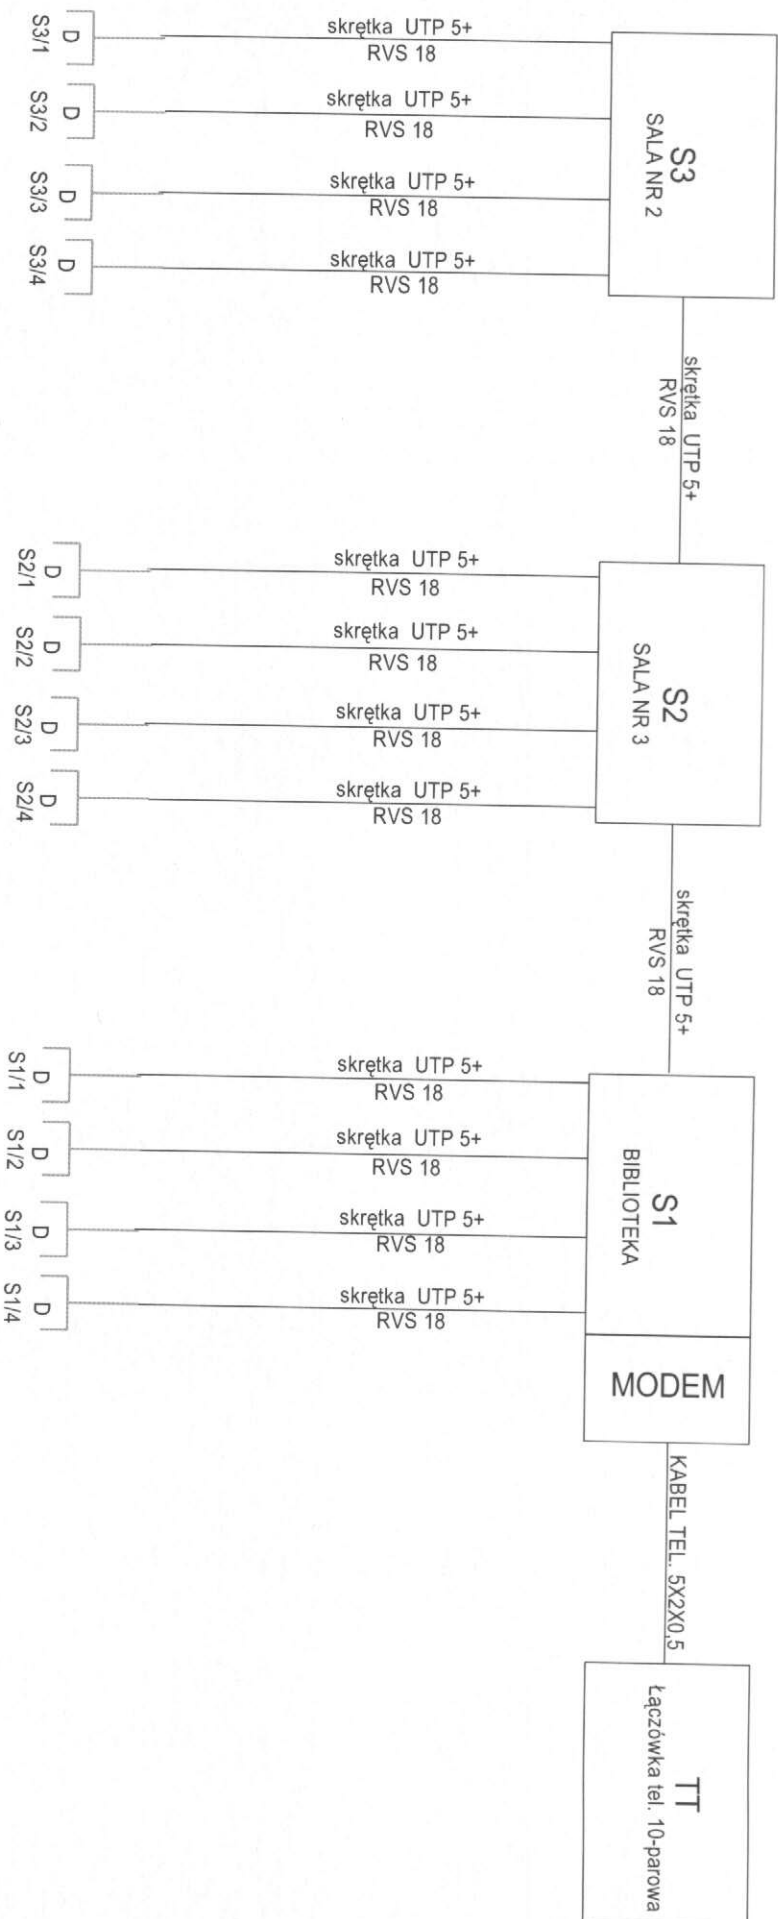 S3
SALA NR 2
skrętka UTP 5+
RVS 18
S3/1
D
skrętka UTP 5+
RVS 18
S3/2
D
skrętka UTP 5+
RVS 18
S3/3
D
skrętka UTP 5+
RVS 18
S3/4
D
skrętka UTP 5+
RVS 18
S2
SALA NR 3
skrętka UTP 5+
RVS 18
S2/1
D
skrętka UTP 5+
RVS 18
S2/2
D
skrętka UTP 5+
RVS 18
S2/3
D
skrętka UTP 5+
RVS 18
S2/4
D
skrętka UTP 5+
RVS 18
S1
BIBLIOTEKA
skrętka UTP 5+
RVS 18
S1/1
D
skrętka UTP 5+
RVS 18
S1/2
D
skrętka UTP 5+
RVS 18
S1/3
D
skrętka UTP 5+
RVS 18
S1/4
D
MODEM
KABEL TEL. 5X2X0,5
TT
Łączówka tel. 10-parowa